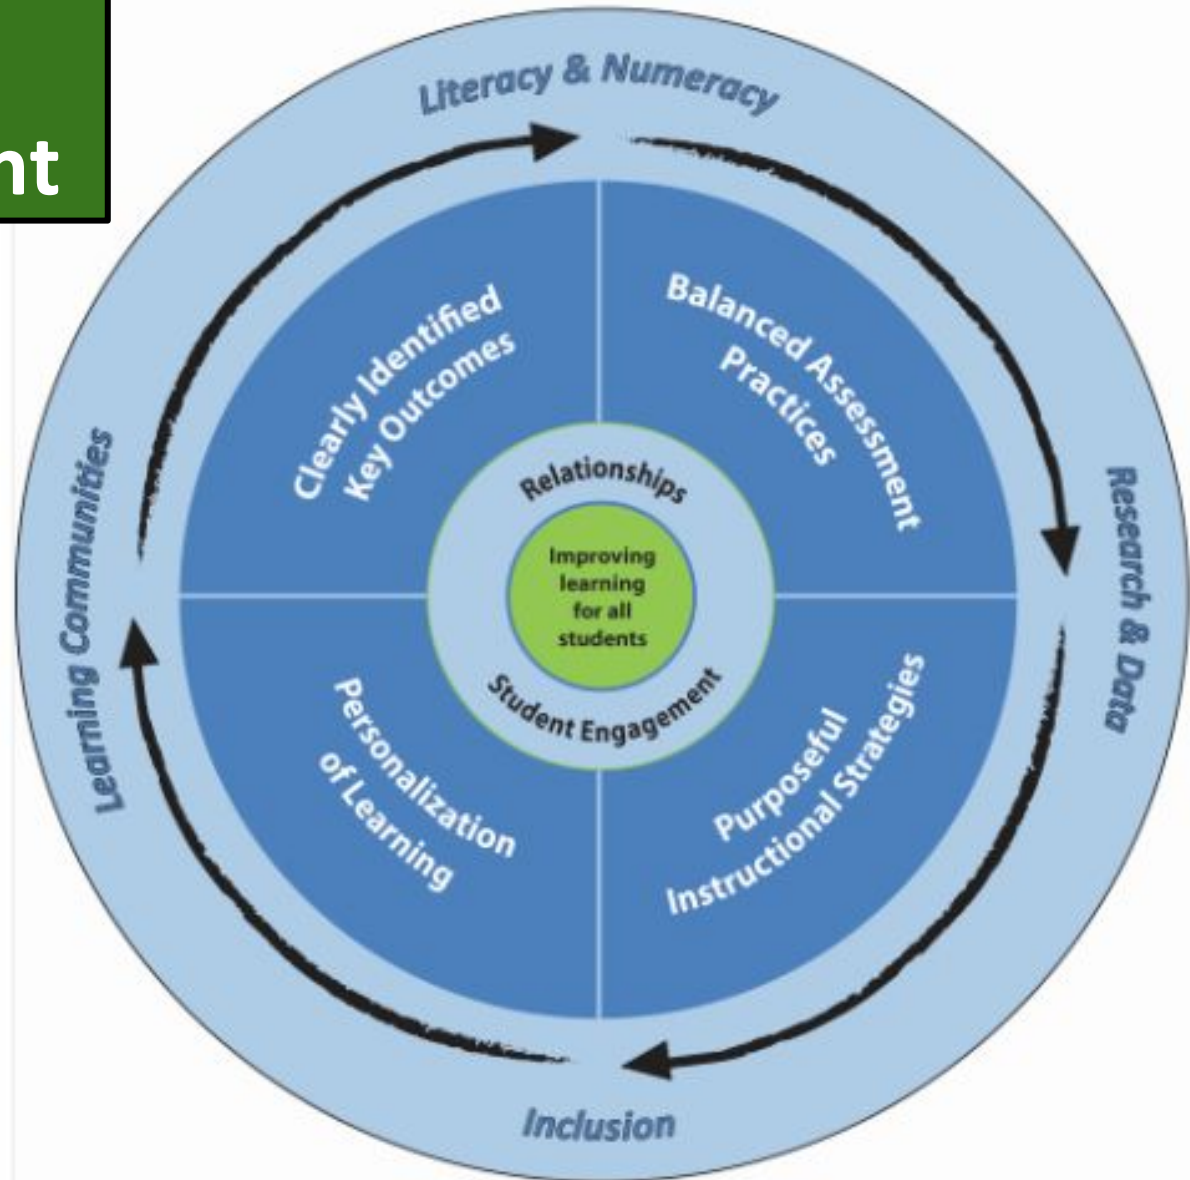 nt
Literacy & Numeracy
Clearly Identified
Key Outcomes
Balanced Assessment
Practices
Learning Communities
Research & Data
Relationships
Improving
learning
for all
students
Student Engagement
Personalization
of Learning
Purposeful
Instructional Strategies
Inclusion